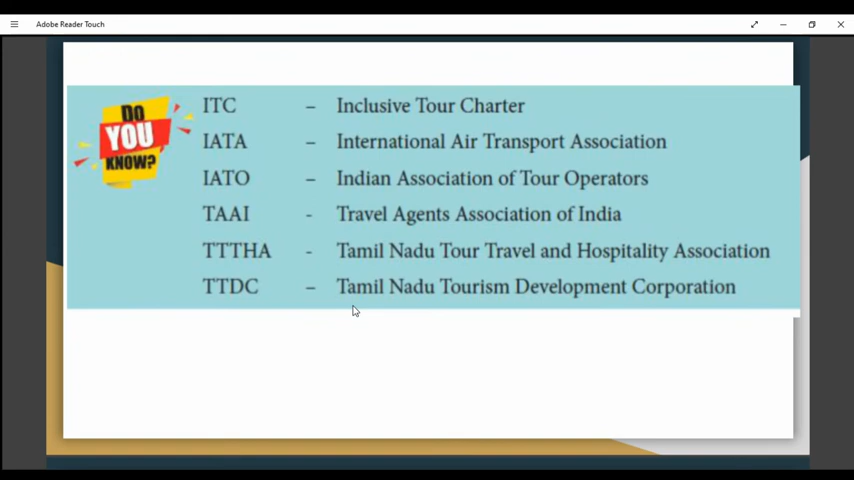 Adobe Reader Touch
DO
YOU
KNOW?
ITC – Inclusive Tour Charter
IATA – International Air Transport Association
IATO – Indian Association of Tour Operators
TAAI - Travel Agents Association of India
TTTHA - Tamil Nadu Tour Travel and Hospitality Association
TTDC – Tamil Nadu Tourism Development Corporation